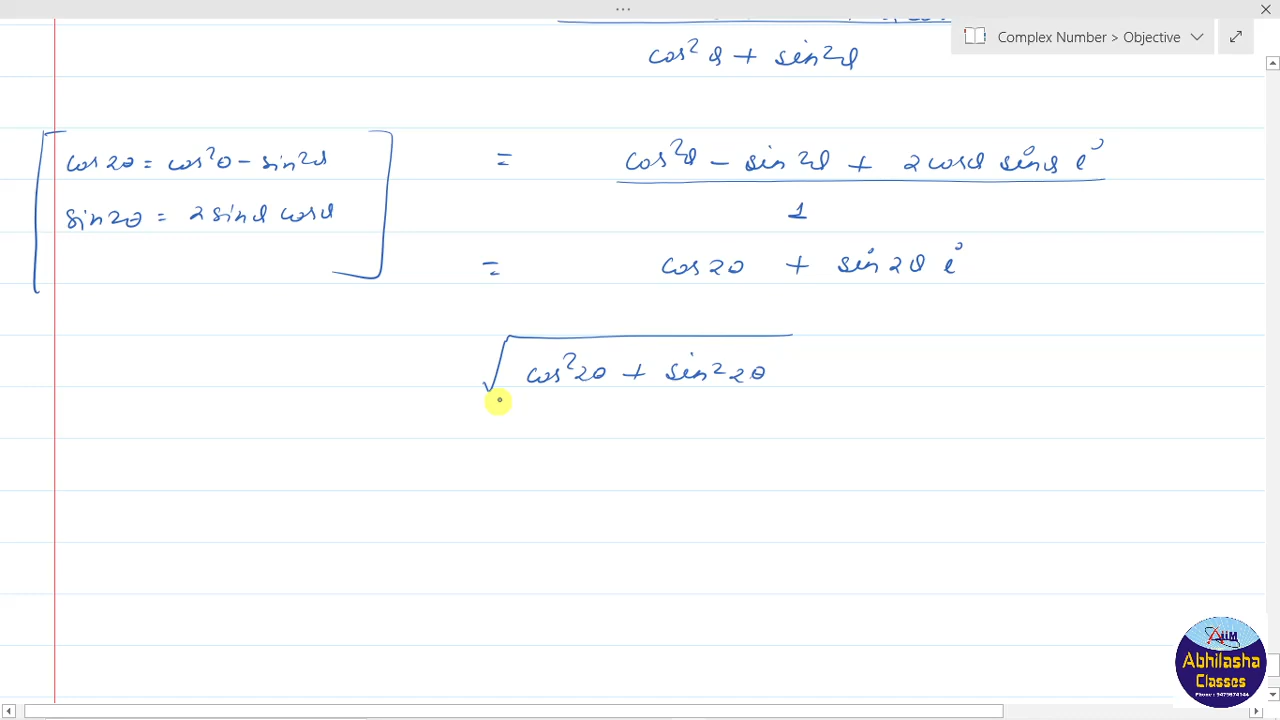 Complex Number > Objective
cos² θ + sin² θ
cos 2θ = cos² θ - sin² θ
= cos² θ - sin² θ + 2 cos θ sin θ i
sin 2θ = 2 sin θ cos θ
1
= cos 2θ + sin 2θ i
√ cos² 2θ + sin² 2θ
AIM
Abhilasha
Classes